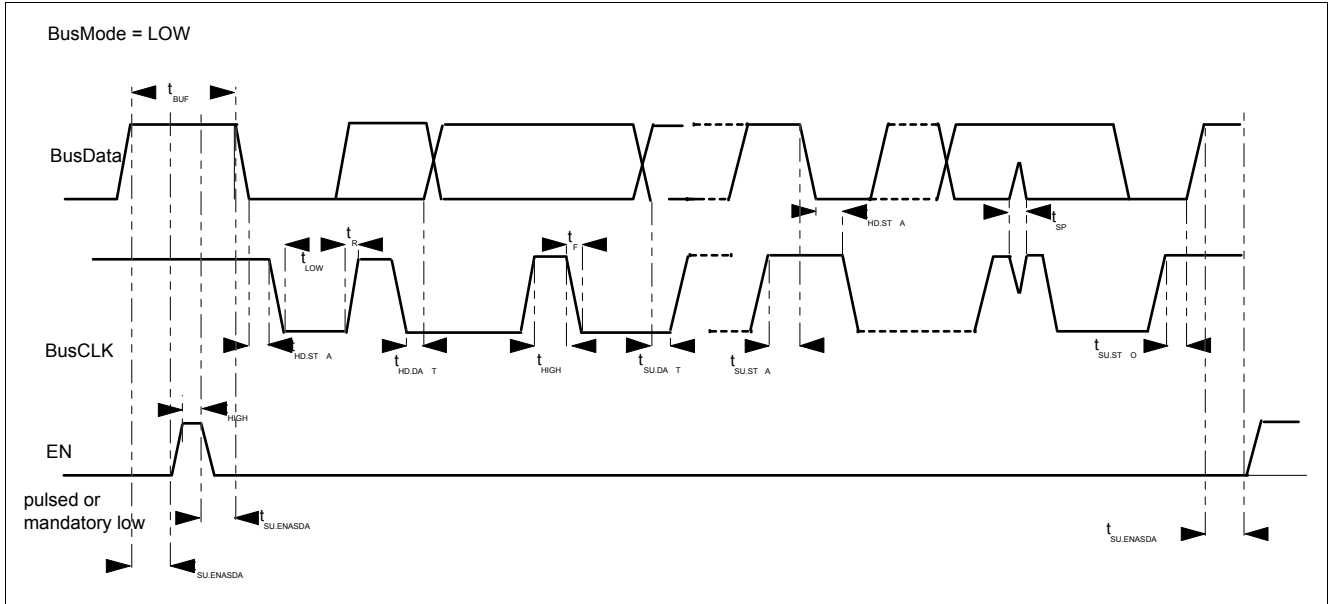 BusMode = LOW
t BUF
BusData
HD.ST A
t SP
t R
t F
t LOW
BusCLK
t HD.ST A
t HD.DA T
t HIGH
t SU.DA T
t SU.ST A
t SU.ST O
HIGH
EN
pulsed or
mandatory low
t SU.ENASDA
t SU.ENASDA
SU.ENASDA